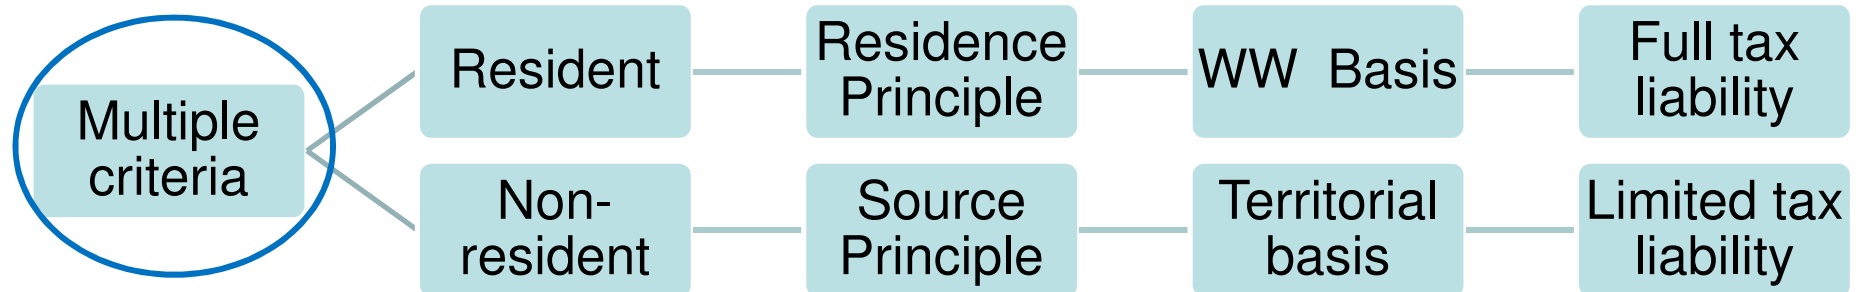 Multiple
criteria
Resident
Residence
Principle
WW  Basis
Full tax
liability
Non-
resident
Source
Principle
Territorial
basis
Limited tax
liability